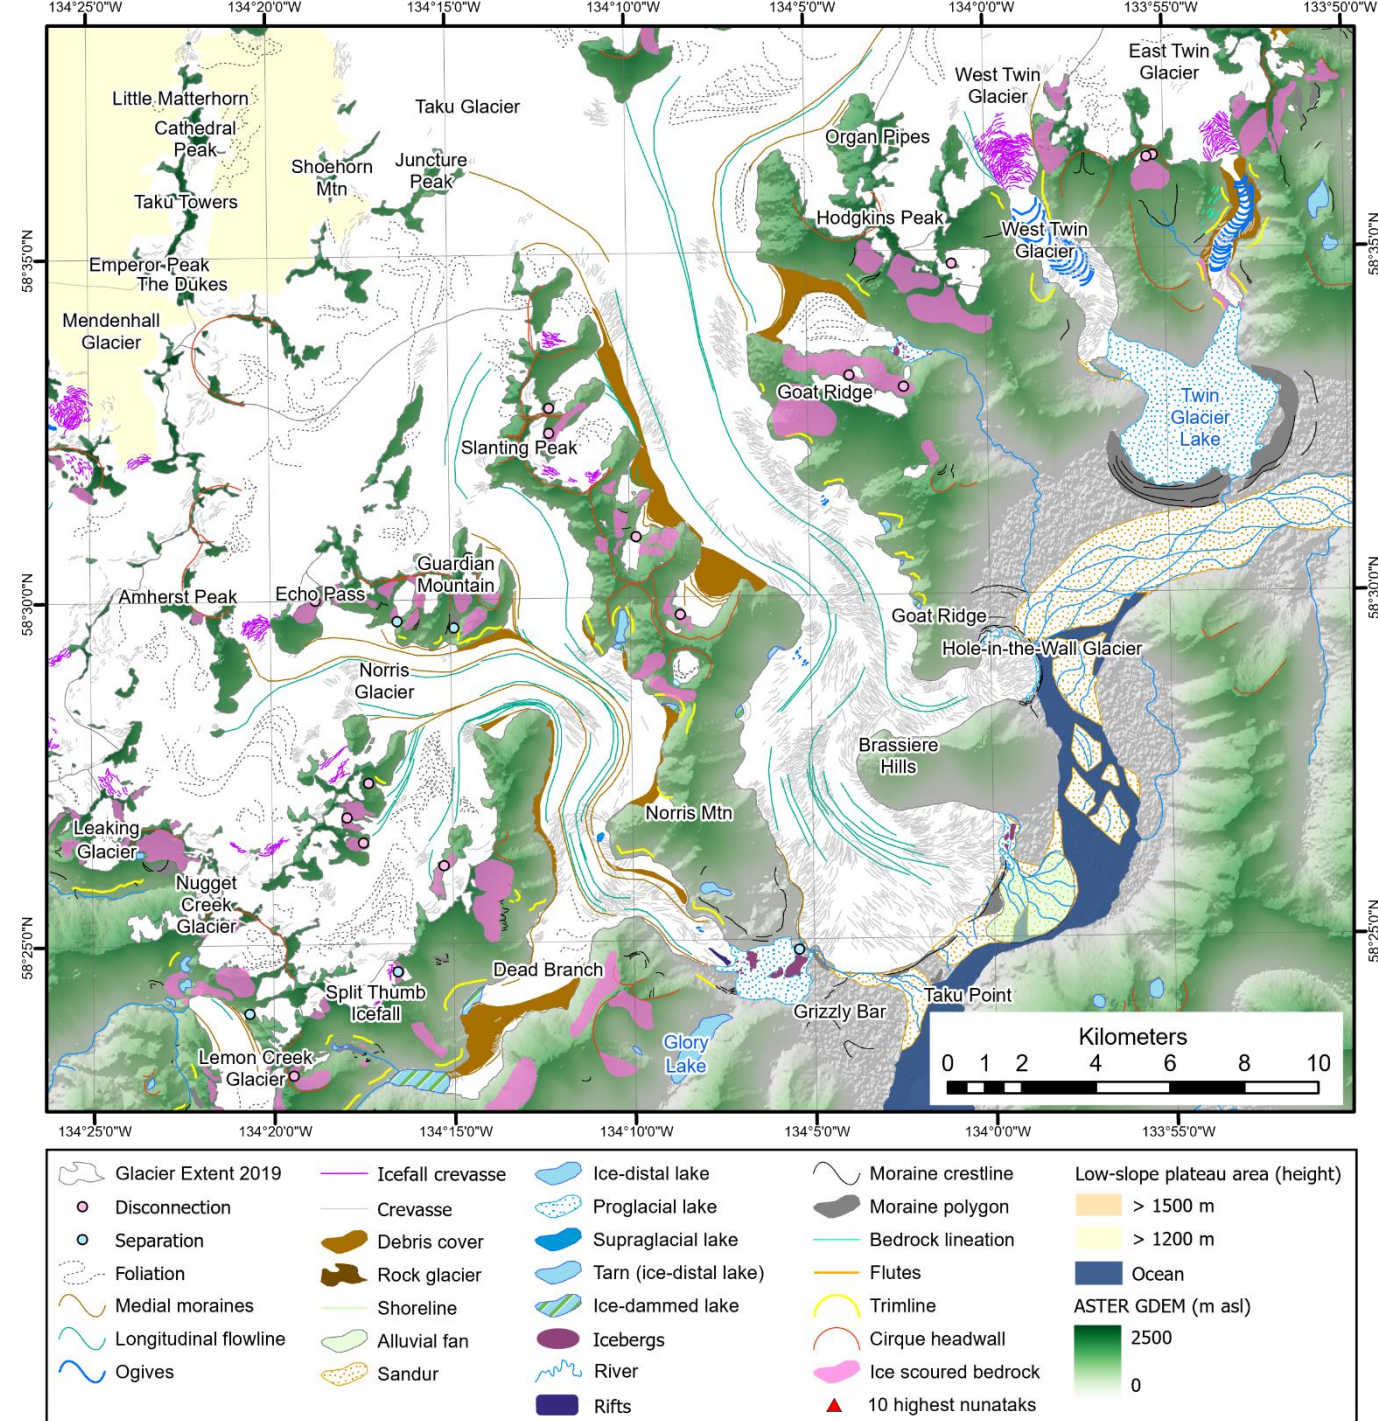 134°25'0"W
134°20'0"W
134°15'0"W
134°10'0"W
134°5'0"W
134°0'0"W
133°55'0"W
133°50'0"W
Little Matterhorn
Cathedral
Peak
Taku Towers
Shoehorn
Mtn
Juncture
Peak
Taku Glacier
Organ Pipes
West Twin
Glacier
East Twin
Glacier
Hodgkins Peak
West Twin
Glacier
58°35'0"N
58°35'0"N
Emperor Peak
The Dukes
Mendenhall
Glacier
Goat Ridge
Twin
Glacier
Lake
Slanting Peak
Guardian
Mountain
Echo Pass
Amherst Peak
58°30'0"N
58°30'0"N
Goat Ridge
Hole-in-the-Wall Glacier
Norris
Glacier
Brassiere
Hills
Norris Mtn
Leaking
Glacier
Nugget
Creek
Glacier
58°25'0"N
58°25'0"N
Dead Branch
Split Thumb
Icefall
Grizzly Bar
Taku Point
Glory
Lake
Lemon Creek
Glacier
Kilometers
0 1 2 4 6 8 10
134°25'0"W
134°20'0"W
134°15'0"W
134°10'0"W
134°5'0"W
134°0'0"W
133°55'0"W
Glacier Extent 2019
Disconnection
Separation
Foliation
Medial moraines
Longitudinal flowline
Ogives
Icefall crevasse
Crevasse
Debris cover
Rock glacier
Shoreline
Alluvial fan
Sandur
Ice-distal lake
Proglacial lake
Supraglacial lake
Tarn (ice-distal lake)
Ice-dammed lake
Icebergs
River
Rifts
Moraine crestline
Moraine polygon
Bedrock lineation
Flutes
Trimline
Cirque headwall
Ice scoured bedrock
10 highest nunataks
Low-slope plateau area (height)
> 1500 m
> 1200 m
Ocean
ASTER GDEM (m asl)
2500
0